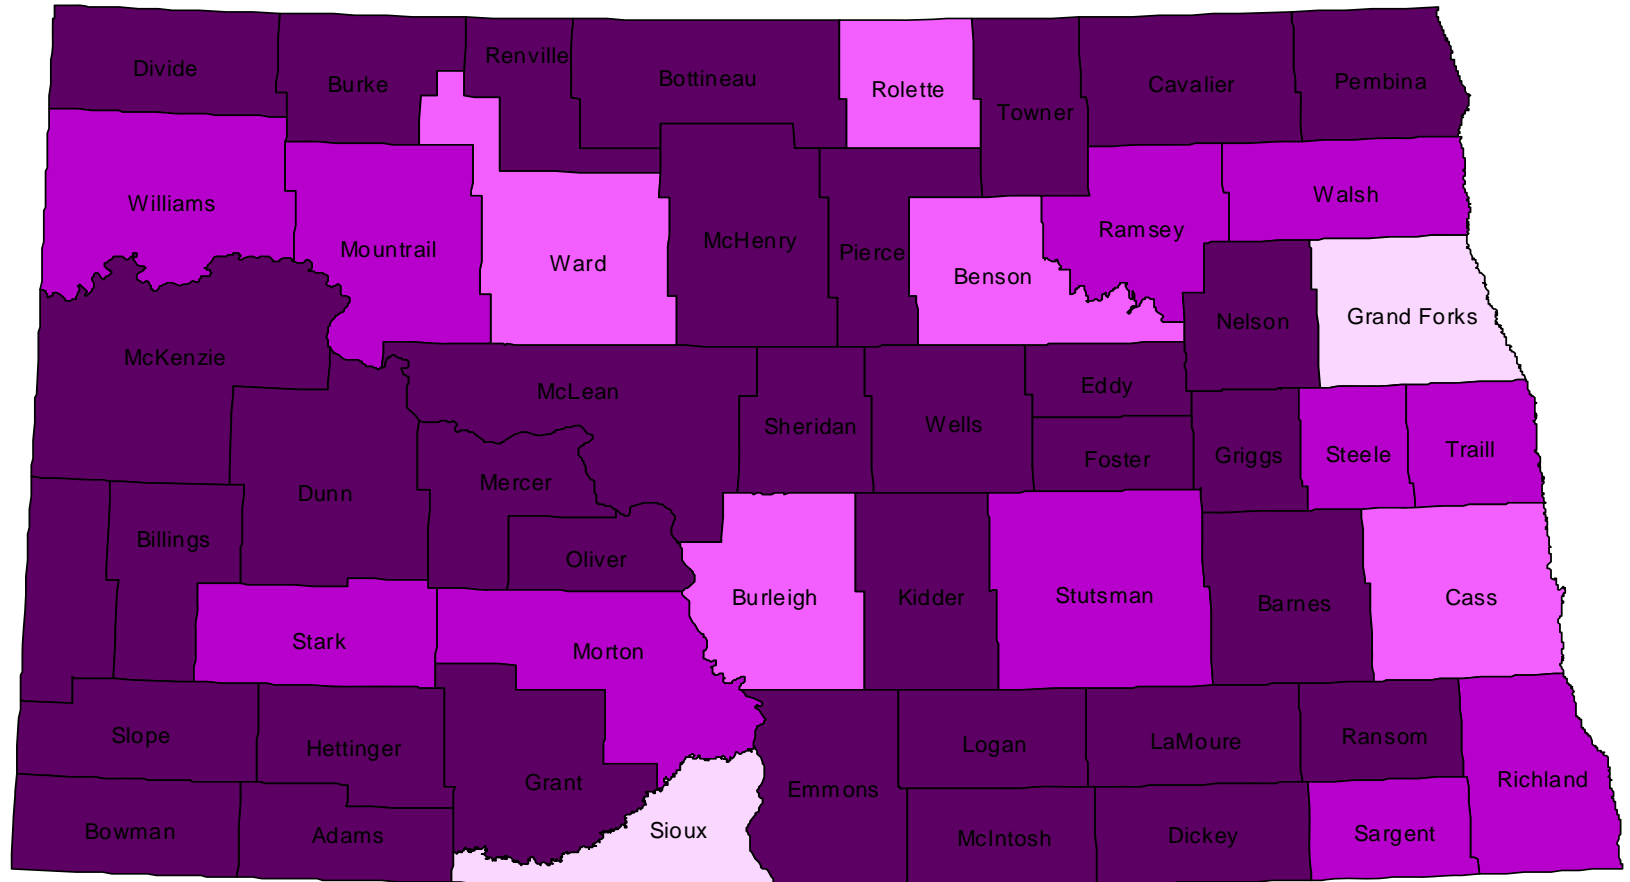 Divide
Burke
Renville
Bottineau
Rolette
Towner
Cavalier
Pembina
Williams
Mountrail
Ward
McHenry
Pierce
Benson
Ramsey
Walsh
Nelson
Grand Forks
McKenzie
McLean
Sheridan
Wells
Eddy
Foster
Griggs
Steele
Traill
Dunn
Mercer
Billings
Oliver
Burleigh
Kidder
Stutsman
Barnes
Cass
Stark
Morton
Slope
Hettinger
Grant
Emmons
Logan
LaMoure
Ransom
Richland
Bowman
Adams
Sioux
McIntosh
Dickey
Sargent